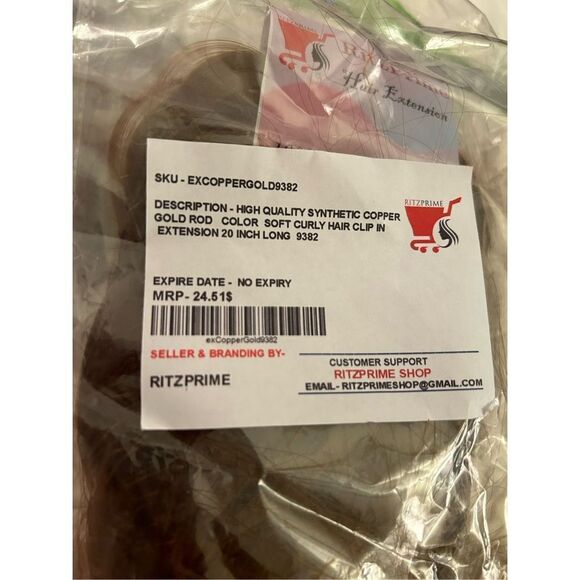 Hair Extension
SKU - EXCOPPERGOLD9382
DESCRIPTION - HIGH QUALITY SYNTHETIC COPPER
GOLD ROD COLOR SOFT CURLY HAIR CLIP IN
EXTENSION 20 INCH LONG 9382
RITZPRIME
EXPIRE DATE - NO EXPIRY
MRP- 24.51$
exCopperGold9382
SELLER & BRANDING BY-
RITZPRIME
CUSTOMER SUPPORT
RITZPRIME SHOP
EMAIL- RITZPRIMESHOP@GMAIL.COM